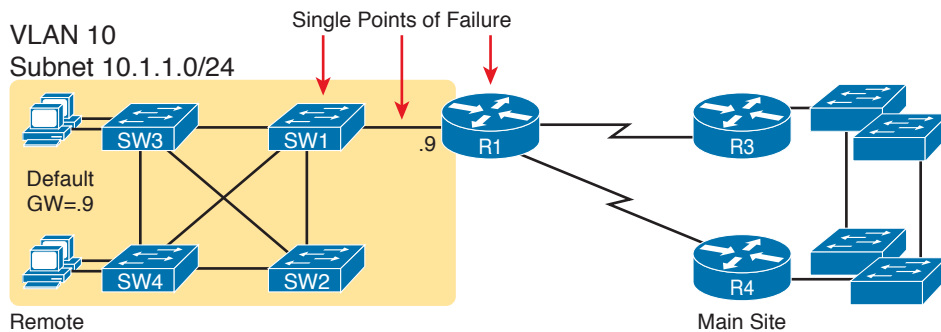 Single Points of Failure
VLAN 10
Subnet 10.1.1.0/24
SW3
SW1
.9
R1
R3
Default
GW=.9
SW4
SW2
R4
Remote
Main Site